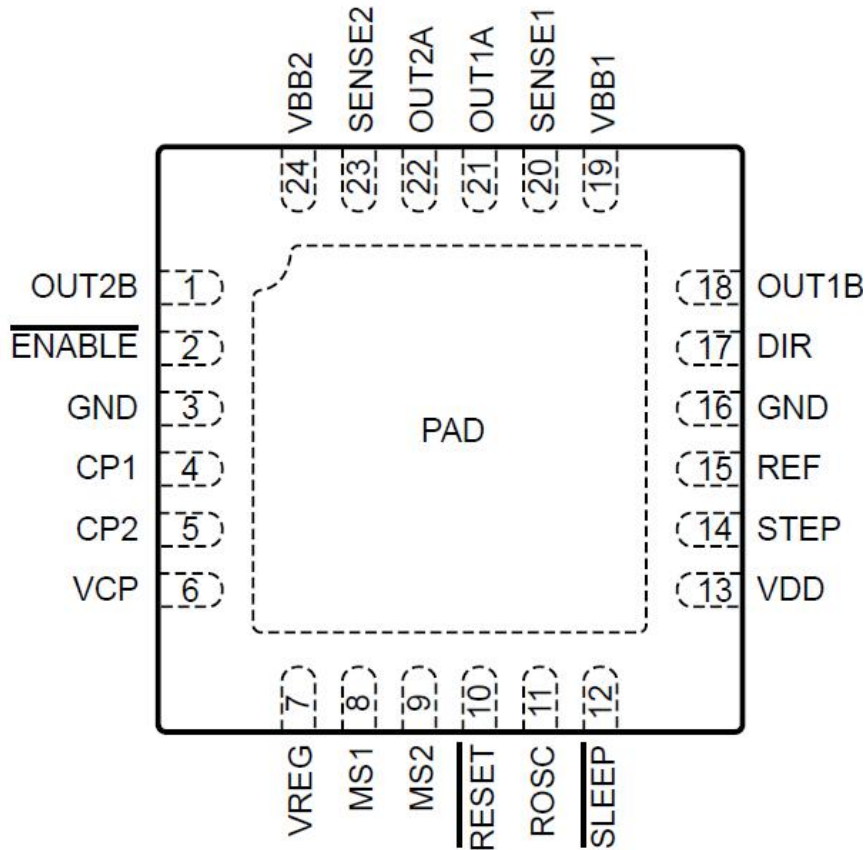 VBB2
SENSE2
OUT2A
OUT1A
SENSE1
VBB1
24
23
22
21
20
19
OUT2B 1
ENABLE 2
GND 3
CP1 4
CP2 5
VCP 6
PAD
18 OUT1B
17 DIR
16 GND
15 REF
14 STEP
13 VDD
7
8
9
10
11
12
VREG
MS1
MS2
RESET
ROSC
SLEEP